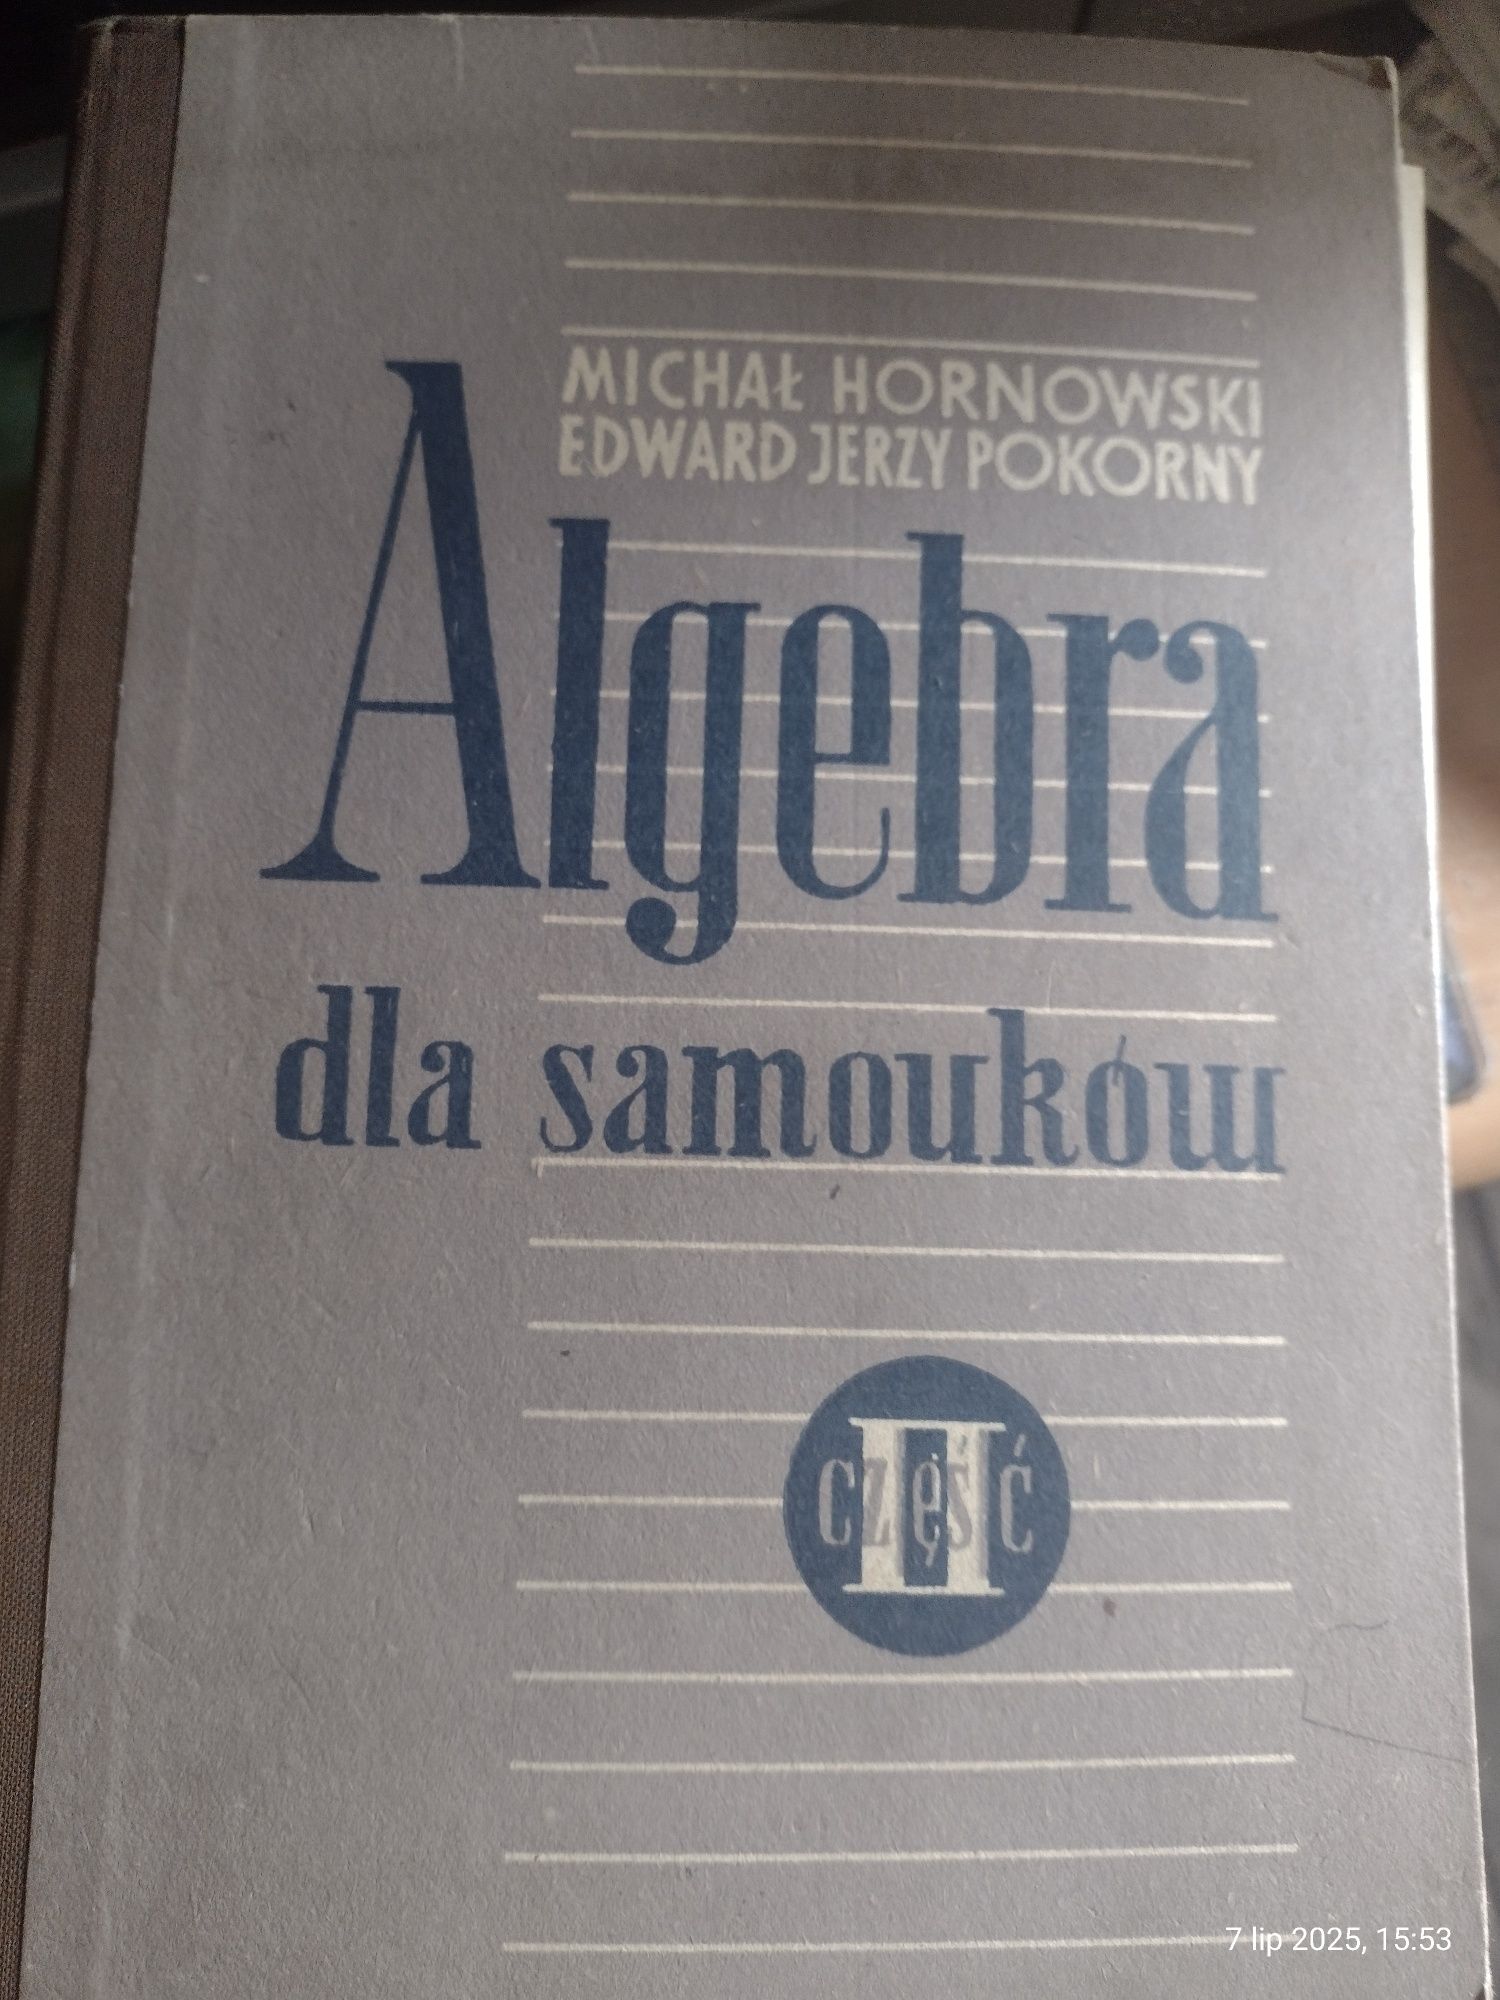 MICHAŁ HORNOWSKI
EDWARD JERZY POKORNY
Algebra
dla samouków
II
część
7 lip 2025, 15:53